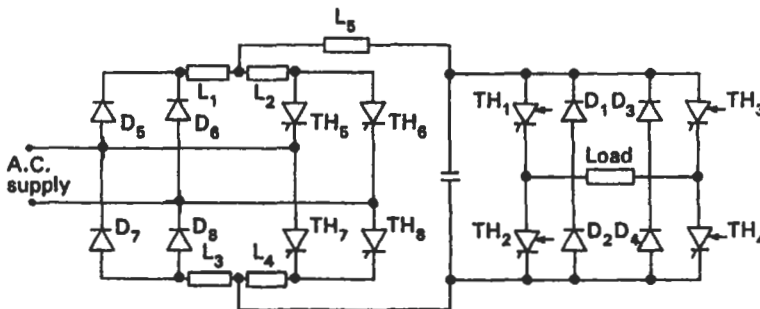 L5
L1
L2
D5
D6
TH5
TH6
A.C.
supply
D7
D8
TH7
TH8
L3
L4
TH1
D1 D3
TH3
Load
TH2
D2 D4
TH4